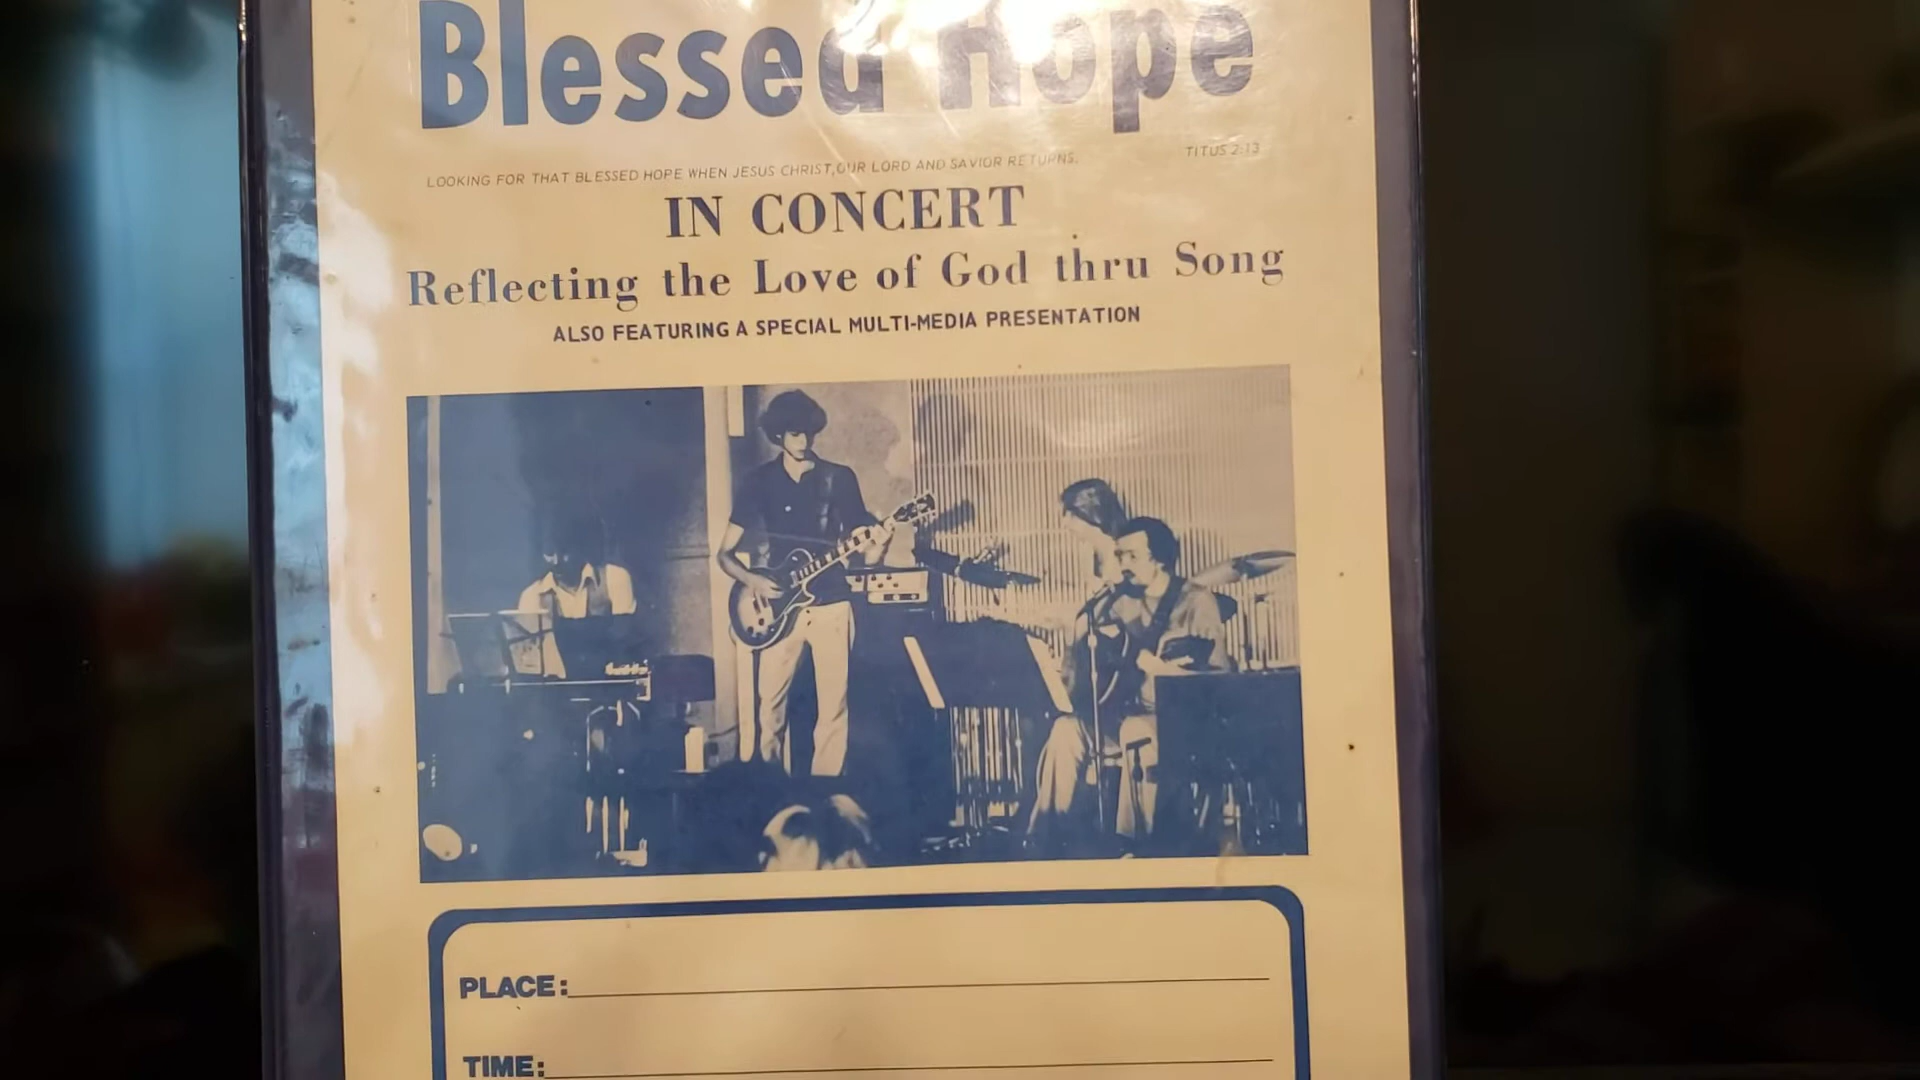 Blessed Hope
LOOKING FOR THAT BLESSED HOPE WHEN JESUS CHRIST,OUR LORD AND SAVIOR RETURNS.
TITUS 2:13
IN CONCERT
Reflecting the Love of God thru Song
ALSO FEATURING A SPECIAL MULTI-MEDIA PRESENTATION
PLACE:
TIME: